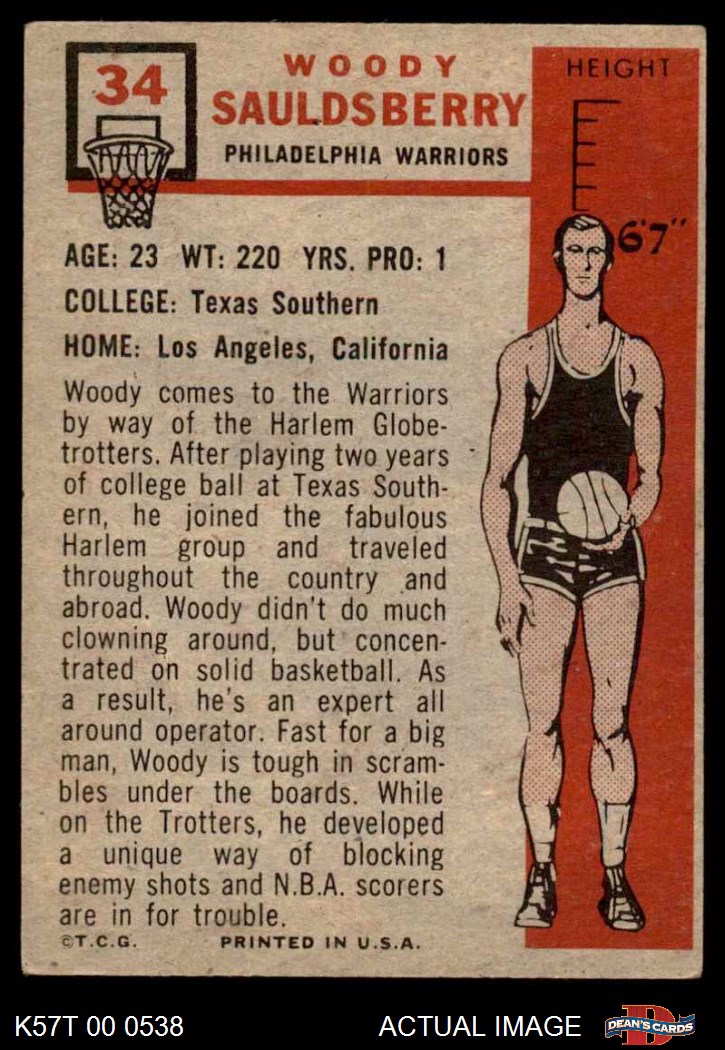 34
WOODY
SAULDSBERRY
PHILADELPHIA WARRIORS
HEIGHT
6'7"
AGE: 23 WT: 220 YRS. PRO: 1
COLLEGE: Texas Southern
HOME: Los Angeles, California
Woody comes to the Warriors
by way of the Harlem Globe-
trotters. After playing two years
of college ball at Texas South-
ern, he joined the fabulous
Harlem group and traveled
throughout the country and
abroad. Woody didn't do much
clowning around, but concen-
trated on solid basketball. As
a result, he's an expert all
around operator. Fast for a big
man, Woody is tough in scram-
bles under the boards. While
on the Trotters, he developed
a unique way of blocking
enemy shots and N.B.A. scorers
are in for trouble.
©T.C.G. PRINTED IN U.S.A.
K57T 00 0538
ACTUAL IMAGE
D
DEAN'S CARDS